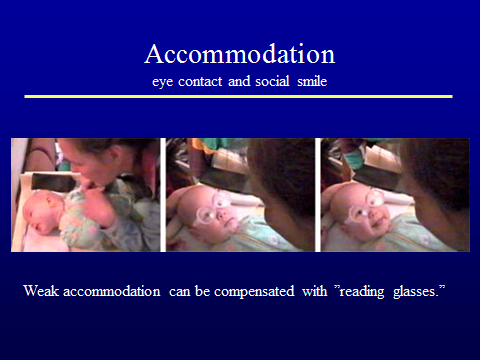 Accommodation
eye contact and social smile
Weak accommodation can be compensated with ”reading glasses.”